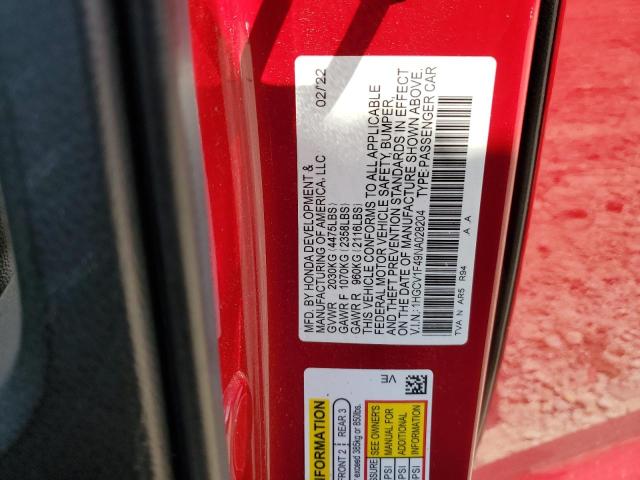 02/22
MFD. BY HONDA DEVELOPMENT &
MANUFACTURING OF AMERICA, LLC
GVWR 2030KG (4475LBS)
GAWR F 1070KG (2358LBS)
GAWR R 960KG (2116LBS)
THIS VEHICLE CONFORMS TO ALL APPLICABLE
FEDERAL MOTOR VEHICLE SAFETY, BUMPER,
AND THEFT PREVENTION STANDARDS IN EFFECT
ON THE DATE OF MANUFACTURE SHOWN ABOVE.
V.I.N.: 1HGCV1F49NA028204 TYPE:PASSENGER CAR
TVA N AR5 R94 A A
VE
INFORMATION
FRONT 2 REAR 3
exceed 385kg or 850lbs.
SSURE SEE OWNER'S
PSI MANUAL FOR
PSI ADDITIONAL
PSI INFORMATION